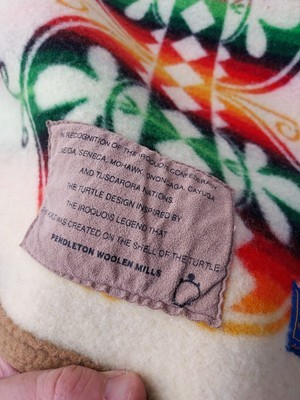 IN RECOGNITION OF THE IROQUOIS CONFEDERACY
SENECA, MOHAWK, ONONDAGA, CAYUGA
AND TUSCARORA NATIONS.
THE TURTLE DESIGN INSPIRED BY
THE IROQUOIS LEGEND THAT
WAS CREATED ON THE SHELL OF THE TURTLE.
PENDLETON WOOLEN MILLS